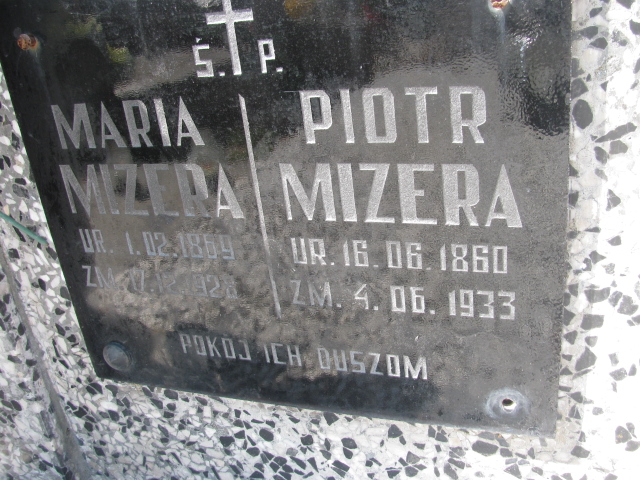 Ś. P.
MARIA
MIZERA
UR. 1.02.1869
ZM.
PIOTR
MIZERA
UR. 16.06.1860
ZM. 4.06.1933
POKÓJ ICH DUSZOM